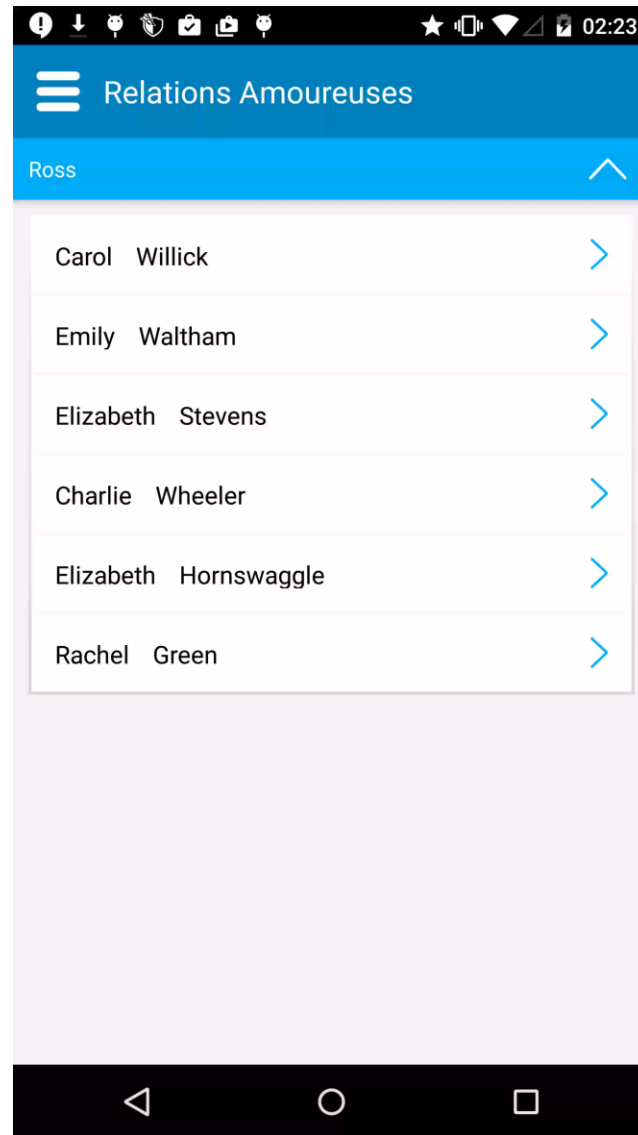 02:23
Relations Amoureuses
Ross
Carol Willick
Emily Waltham
Elizabeth Stevens
Charlie Wheeler
Elizabeth Hornswaggle
Rachel Green